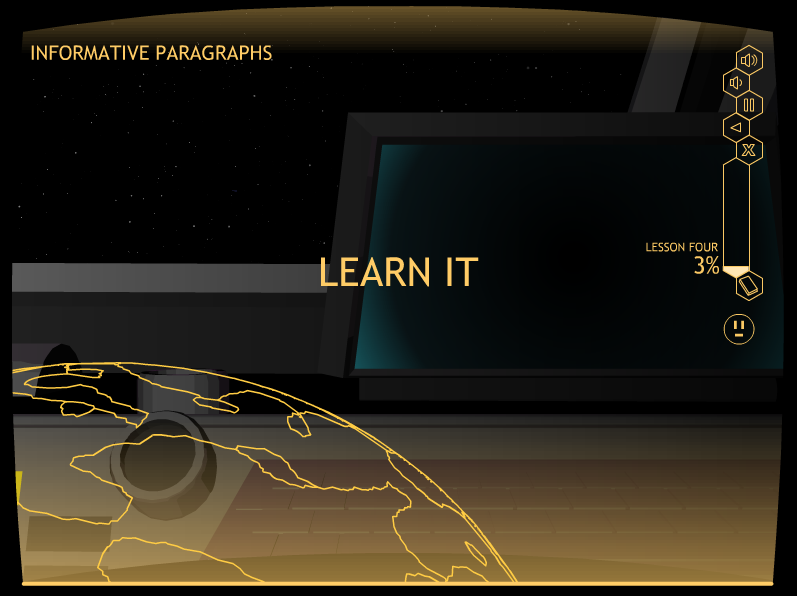 INFORMATIVE PARAGRAPHS
LEARN IT
LESSON FOUR
3%